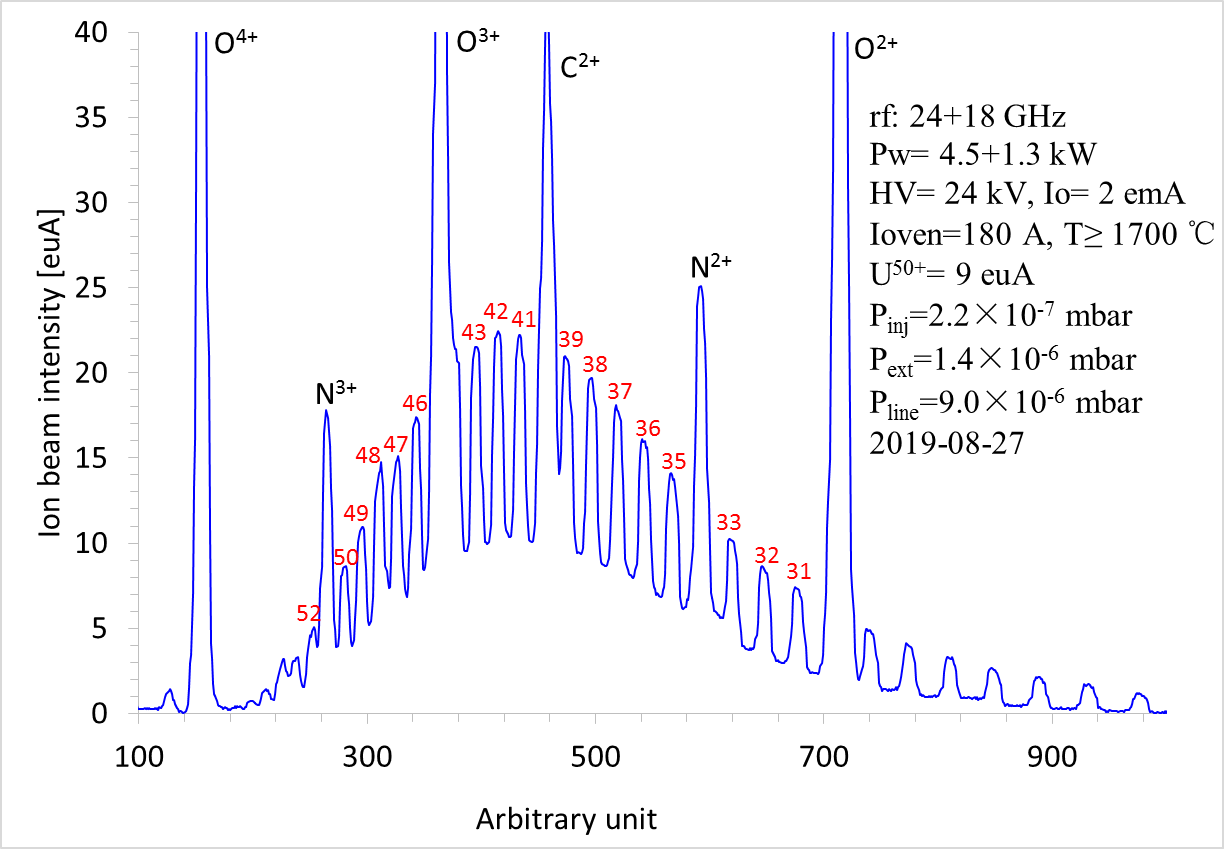 40
35
30
25
20
15
10
5
0
Ion beam intensity [euA]
O4+
O3+
C2+
O2+
N3+
N2+
52
50
49
48
47
46
43
42
41
39
38
37
36
35
33
32
31
rf: 24+18 GHz
Pw= 4.5+1.3 kW
HV= 24 kV, Io= 2 emA
Ioven=180 A, T≥ 1700 ℃
U50+= 9 euA
Pinj=2.2×10-7 mbar
Pext=1.4×10-6 mbar
Pline=9.0×10-6 mbar
2019-08-27
100 300 500 700 900
Arbitrary unit